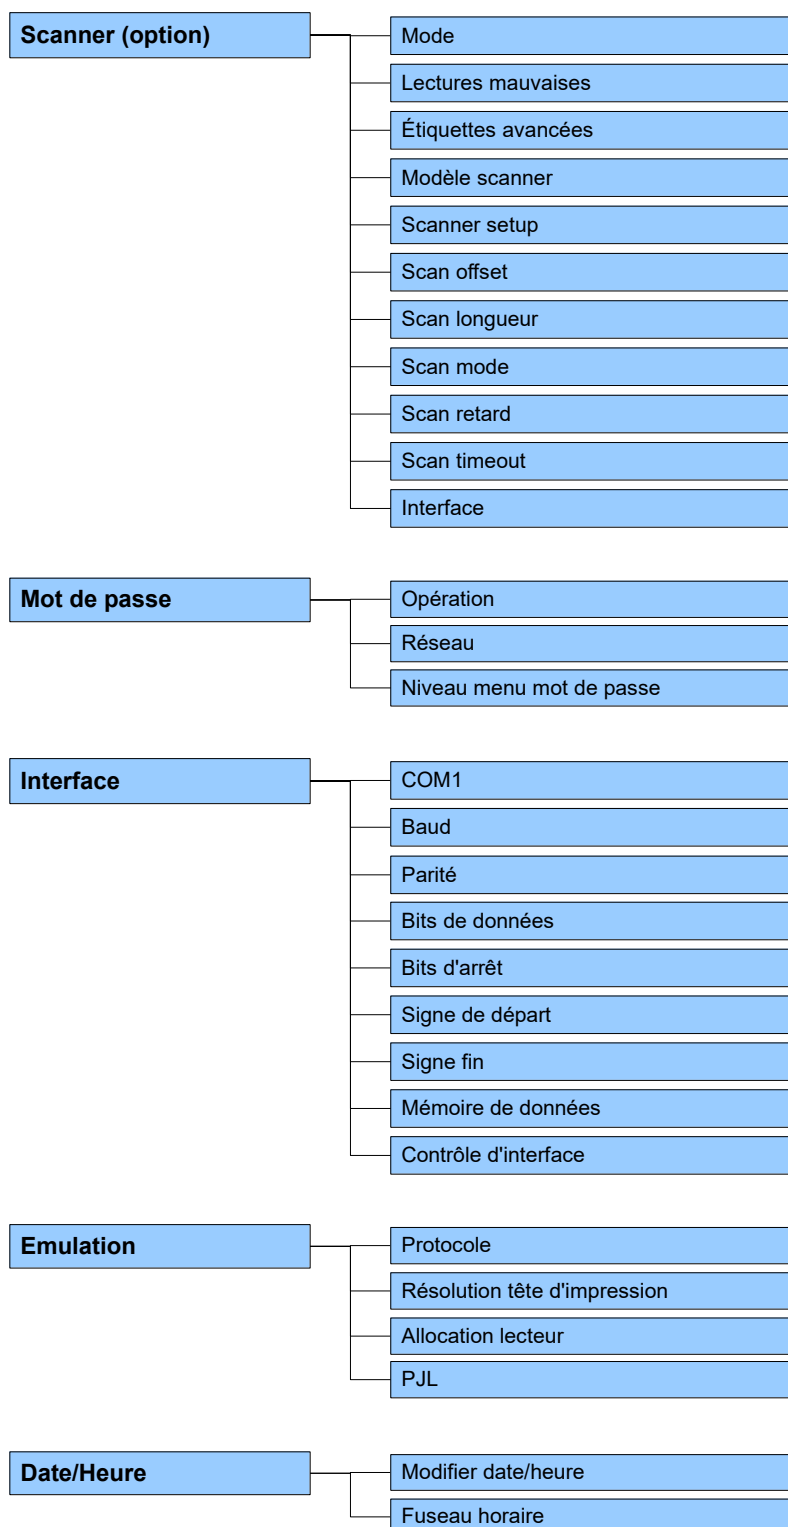 Scanner (option)
Mode
Lectures mauvaises
Étiquettes avancées
Modèle scanner
Scanner setup
Scan offset
Scan longueur
Scan mode
Scan retard
Scan timeout
Interface
Mot de passe
Opération
Réseau
Niveau menu mot de passe
Interface
COM1
Baud
Parité
Bits de données
Bits d'arrêt
Signe de départ
Signe fin
Mémoire de données
Contrôle d'interface
Emulation
Protocole
Résolution tête d'impression
Allocation lecteur
PJL
Date/Heure
Modifier date/heure
Fuseau horaire